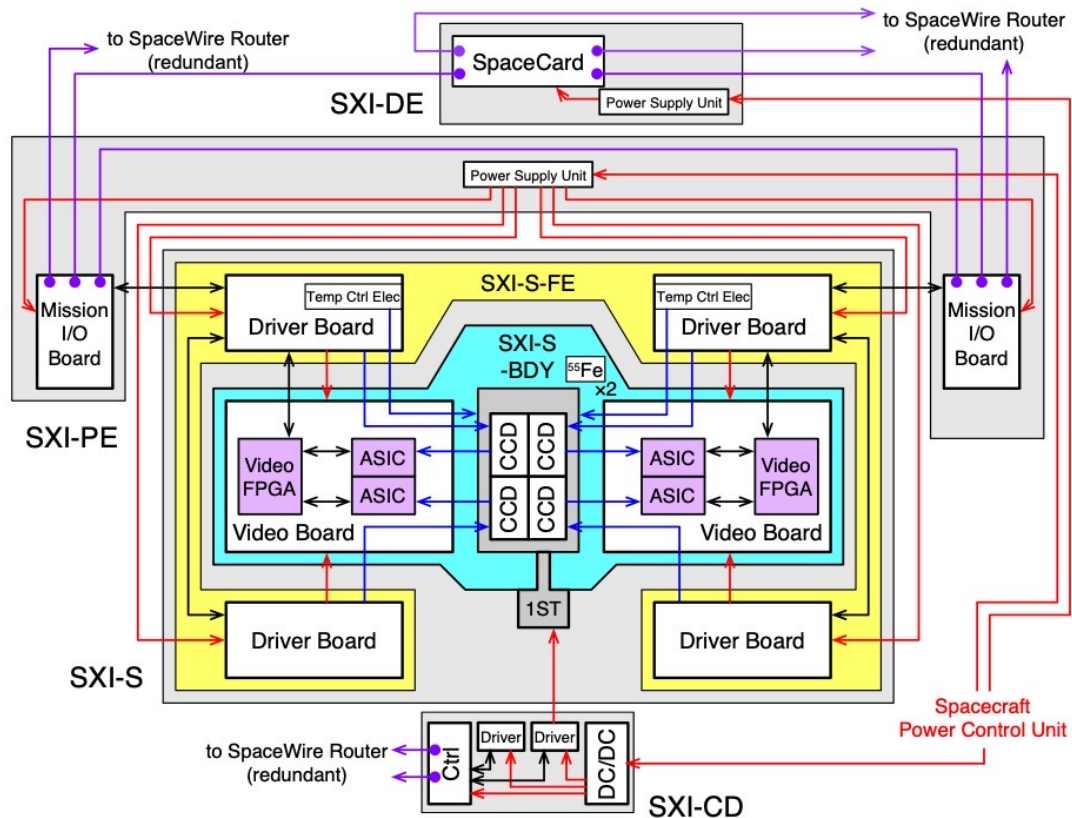 to SpaceWire Router
(redundant)
SpaceCard
to SpaceWire Router
(redundant)
SXI-DE
Power Supply Unit
Power Supply Unit
Mission
I/O
Board
SXI-S-FE
Temp Ctrl Elec
Driver Board
Temp Ctrl Elec
Driver Board
Mission
I/O
Board
SXI-PE
SXI-S
-BDY
55Fe
×2
Video
FPGA
ASIC
ASIC
Video Board
CCD
CCD
CCD
CCD
ASIC
ASIC
Video
FPGA
Video Board
1ST
Driver Board
Driver Board
SXI-S
Spacecraft
Power Control Unit
to SpaceWire Router
(redundant)
Ctrl
Driver
Driver
DC/DC
SXI-CD